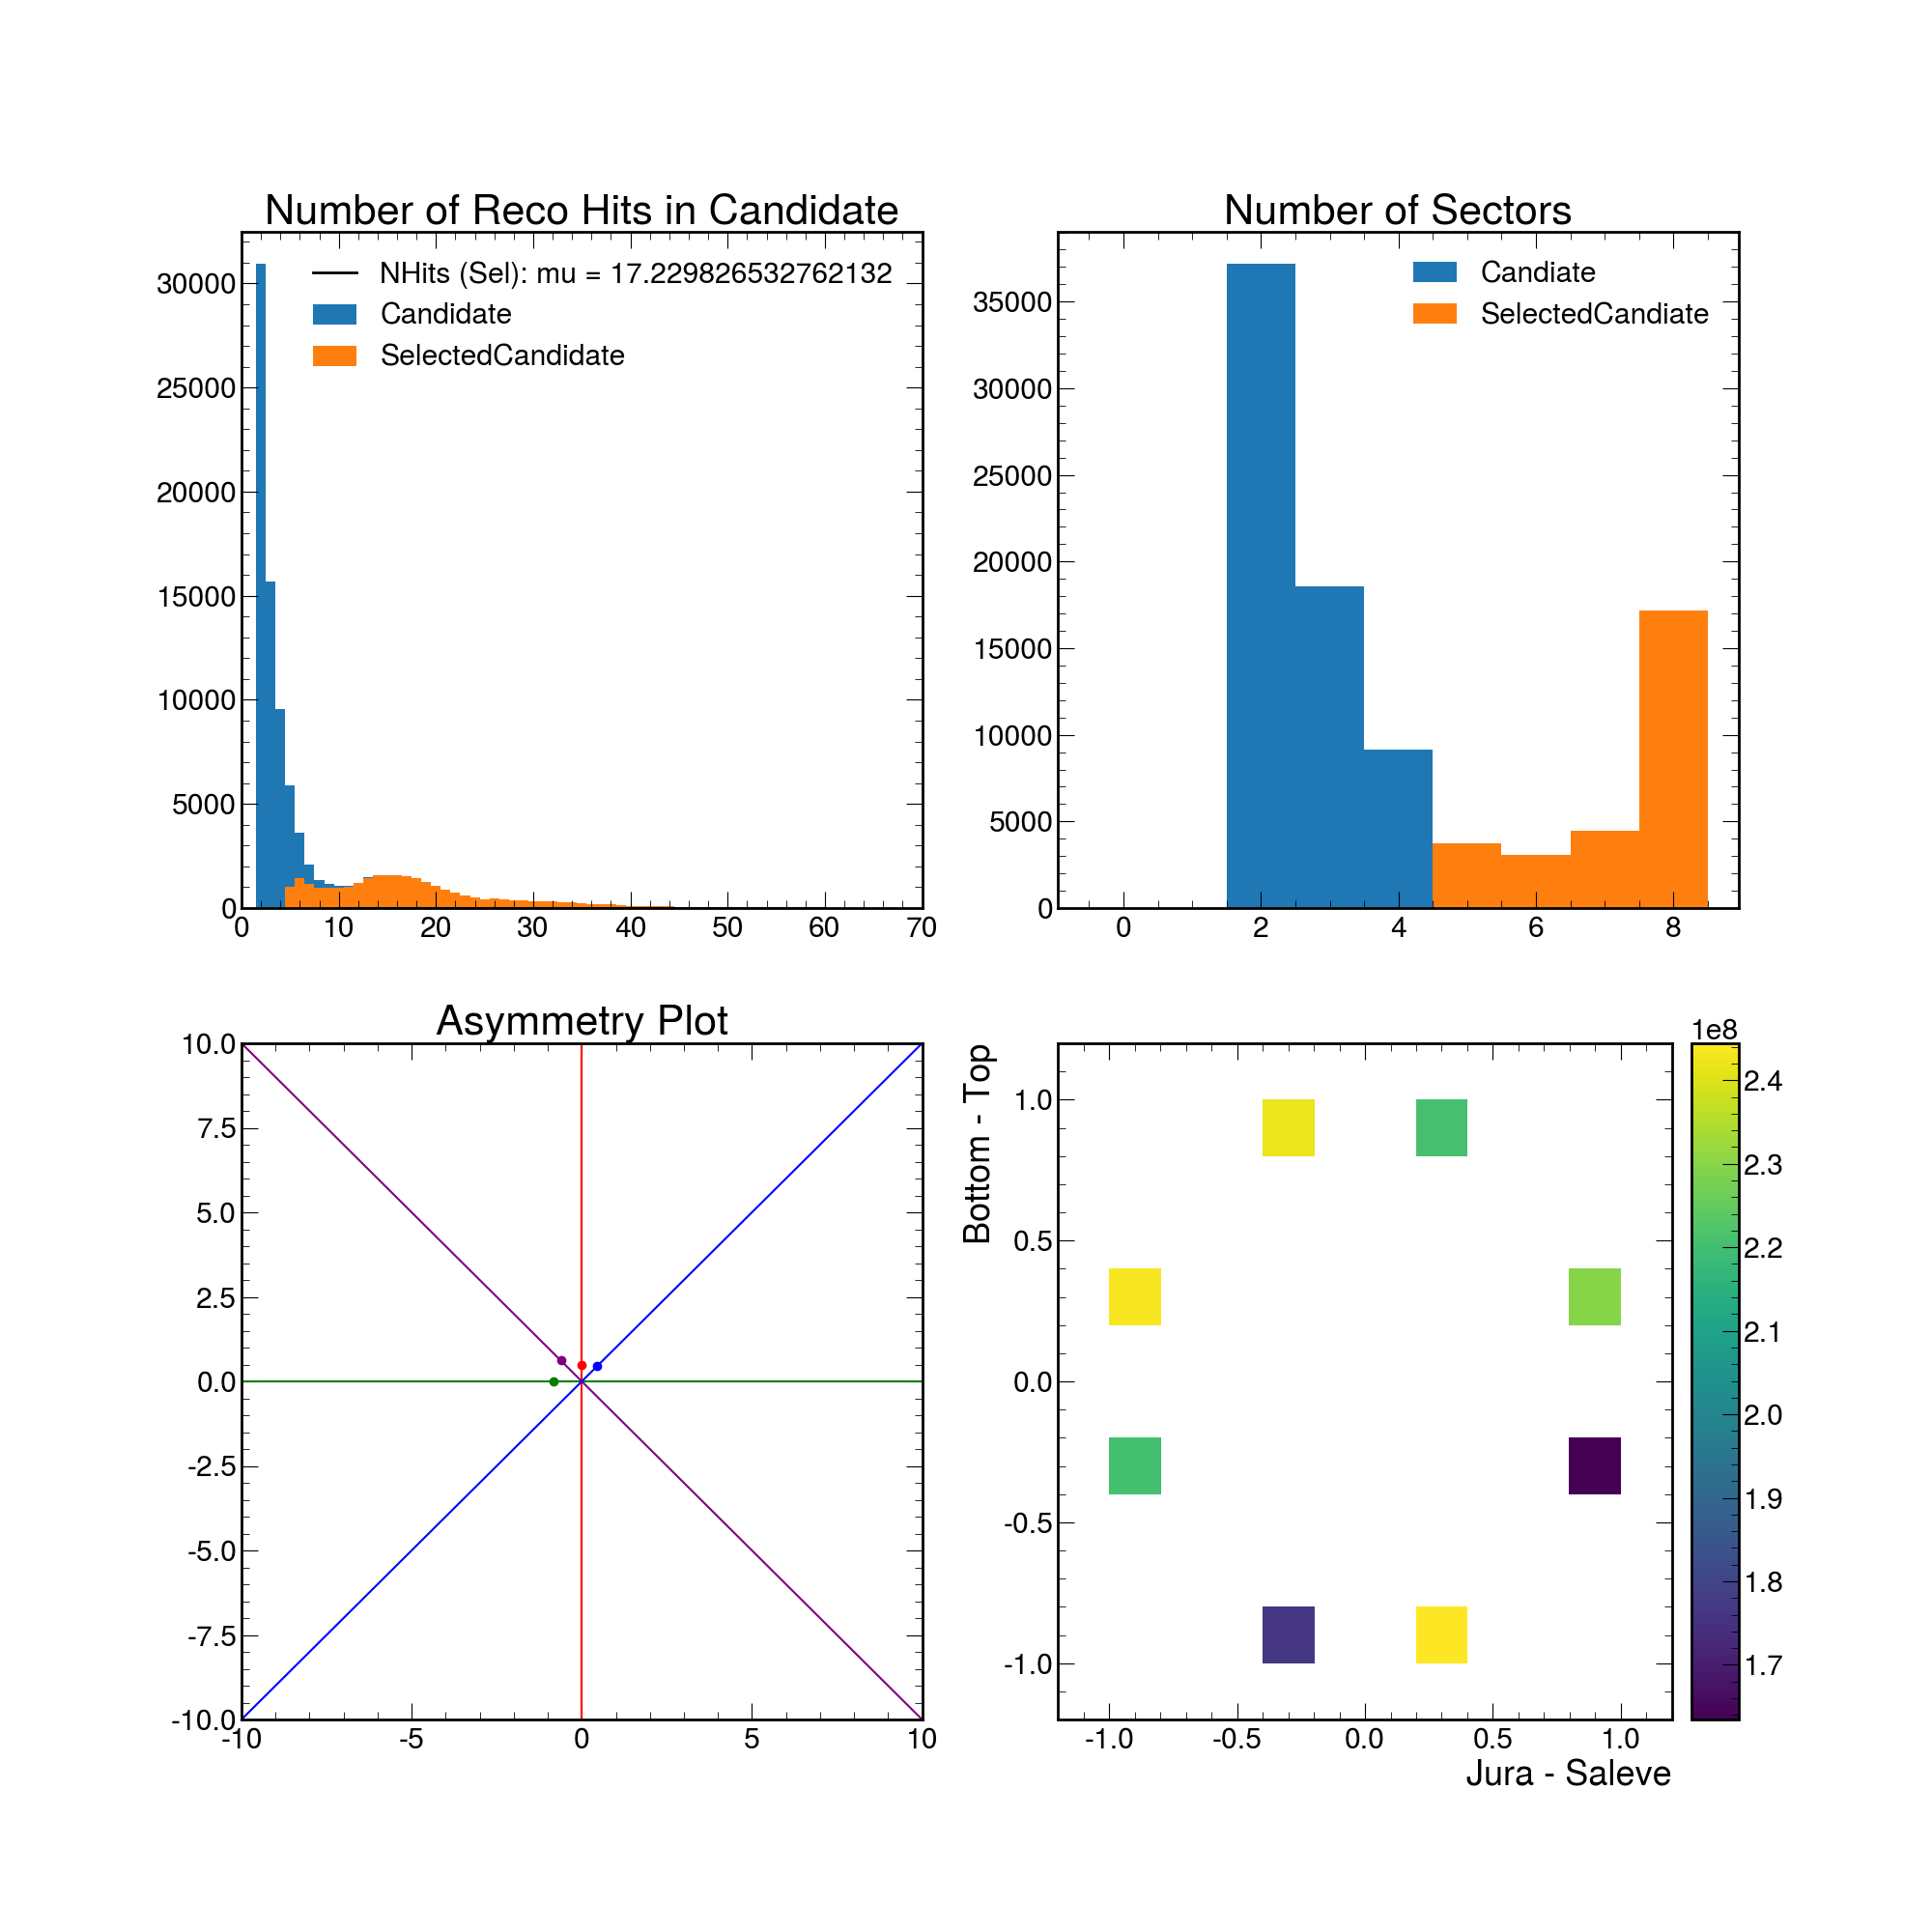 Number of Reco Hits in Candidate
NHits (Sel): mu = 17.229826532762132
Candidate
SelectedCandidate
30000
25000
20000
15000
10000
5000
0
0 10 20 30 40 50 60 70
Number of Sectors
Candiate
SelectedCandiate
35000
30000
25000
20000
15000
10000
5000
0
0 2 4 6 8
Asymmetry Plot
10.0
7.5
5.0
2.5
0.0
-2.5
-5.0
-7.5
-10.0
-10 -5 0 5 10
Bottom - Top
1.0
0.5
0.0
-0.5
-1.0
-1.0 -0.5 0.0 0.5 1.0
Jura - Saleve
1e8
2.4
2.3
2.2
2.1
2.0
1.9
1.8
1.7